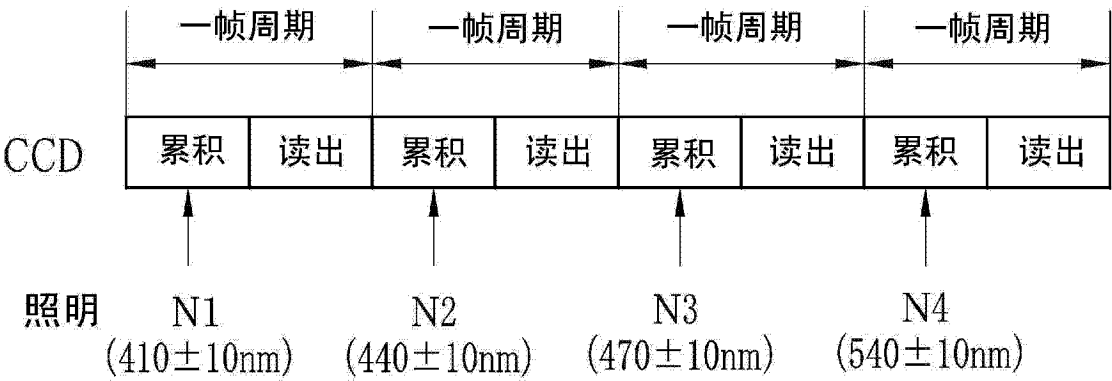 一帧周期 一帧周期 一帧周期 一帧周期
CCD 累积 读出 累积 读出 累积 读出 累积 读出
照明 N1 N2 N3 N4
(410±10nm) (440±10nm) (470±10nm) (540±10nm)